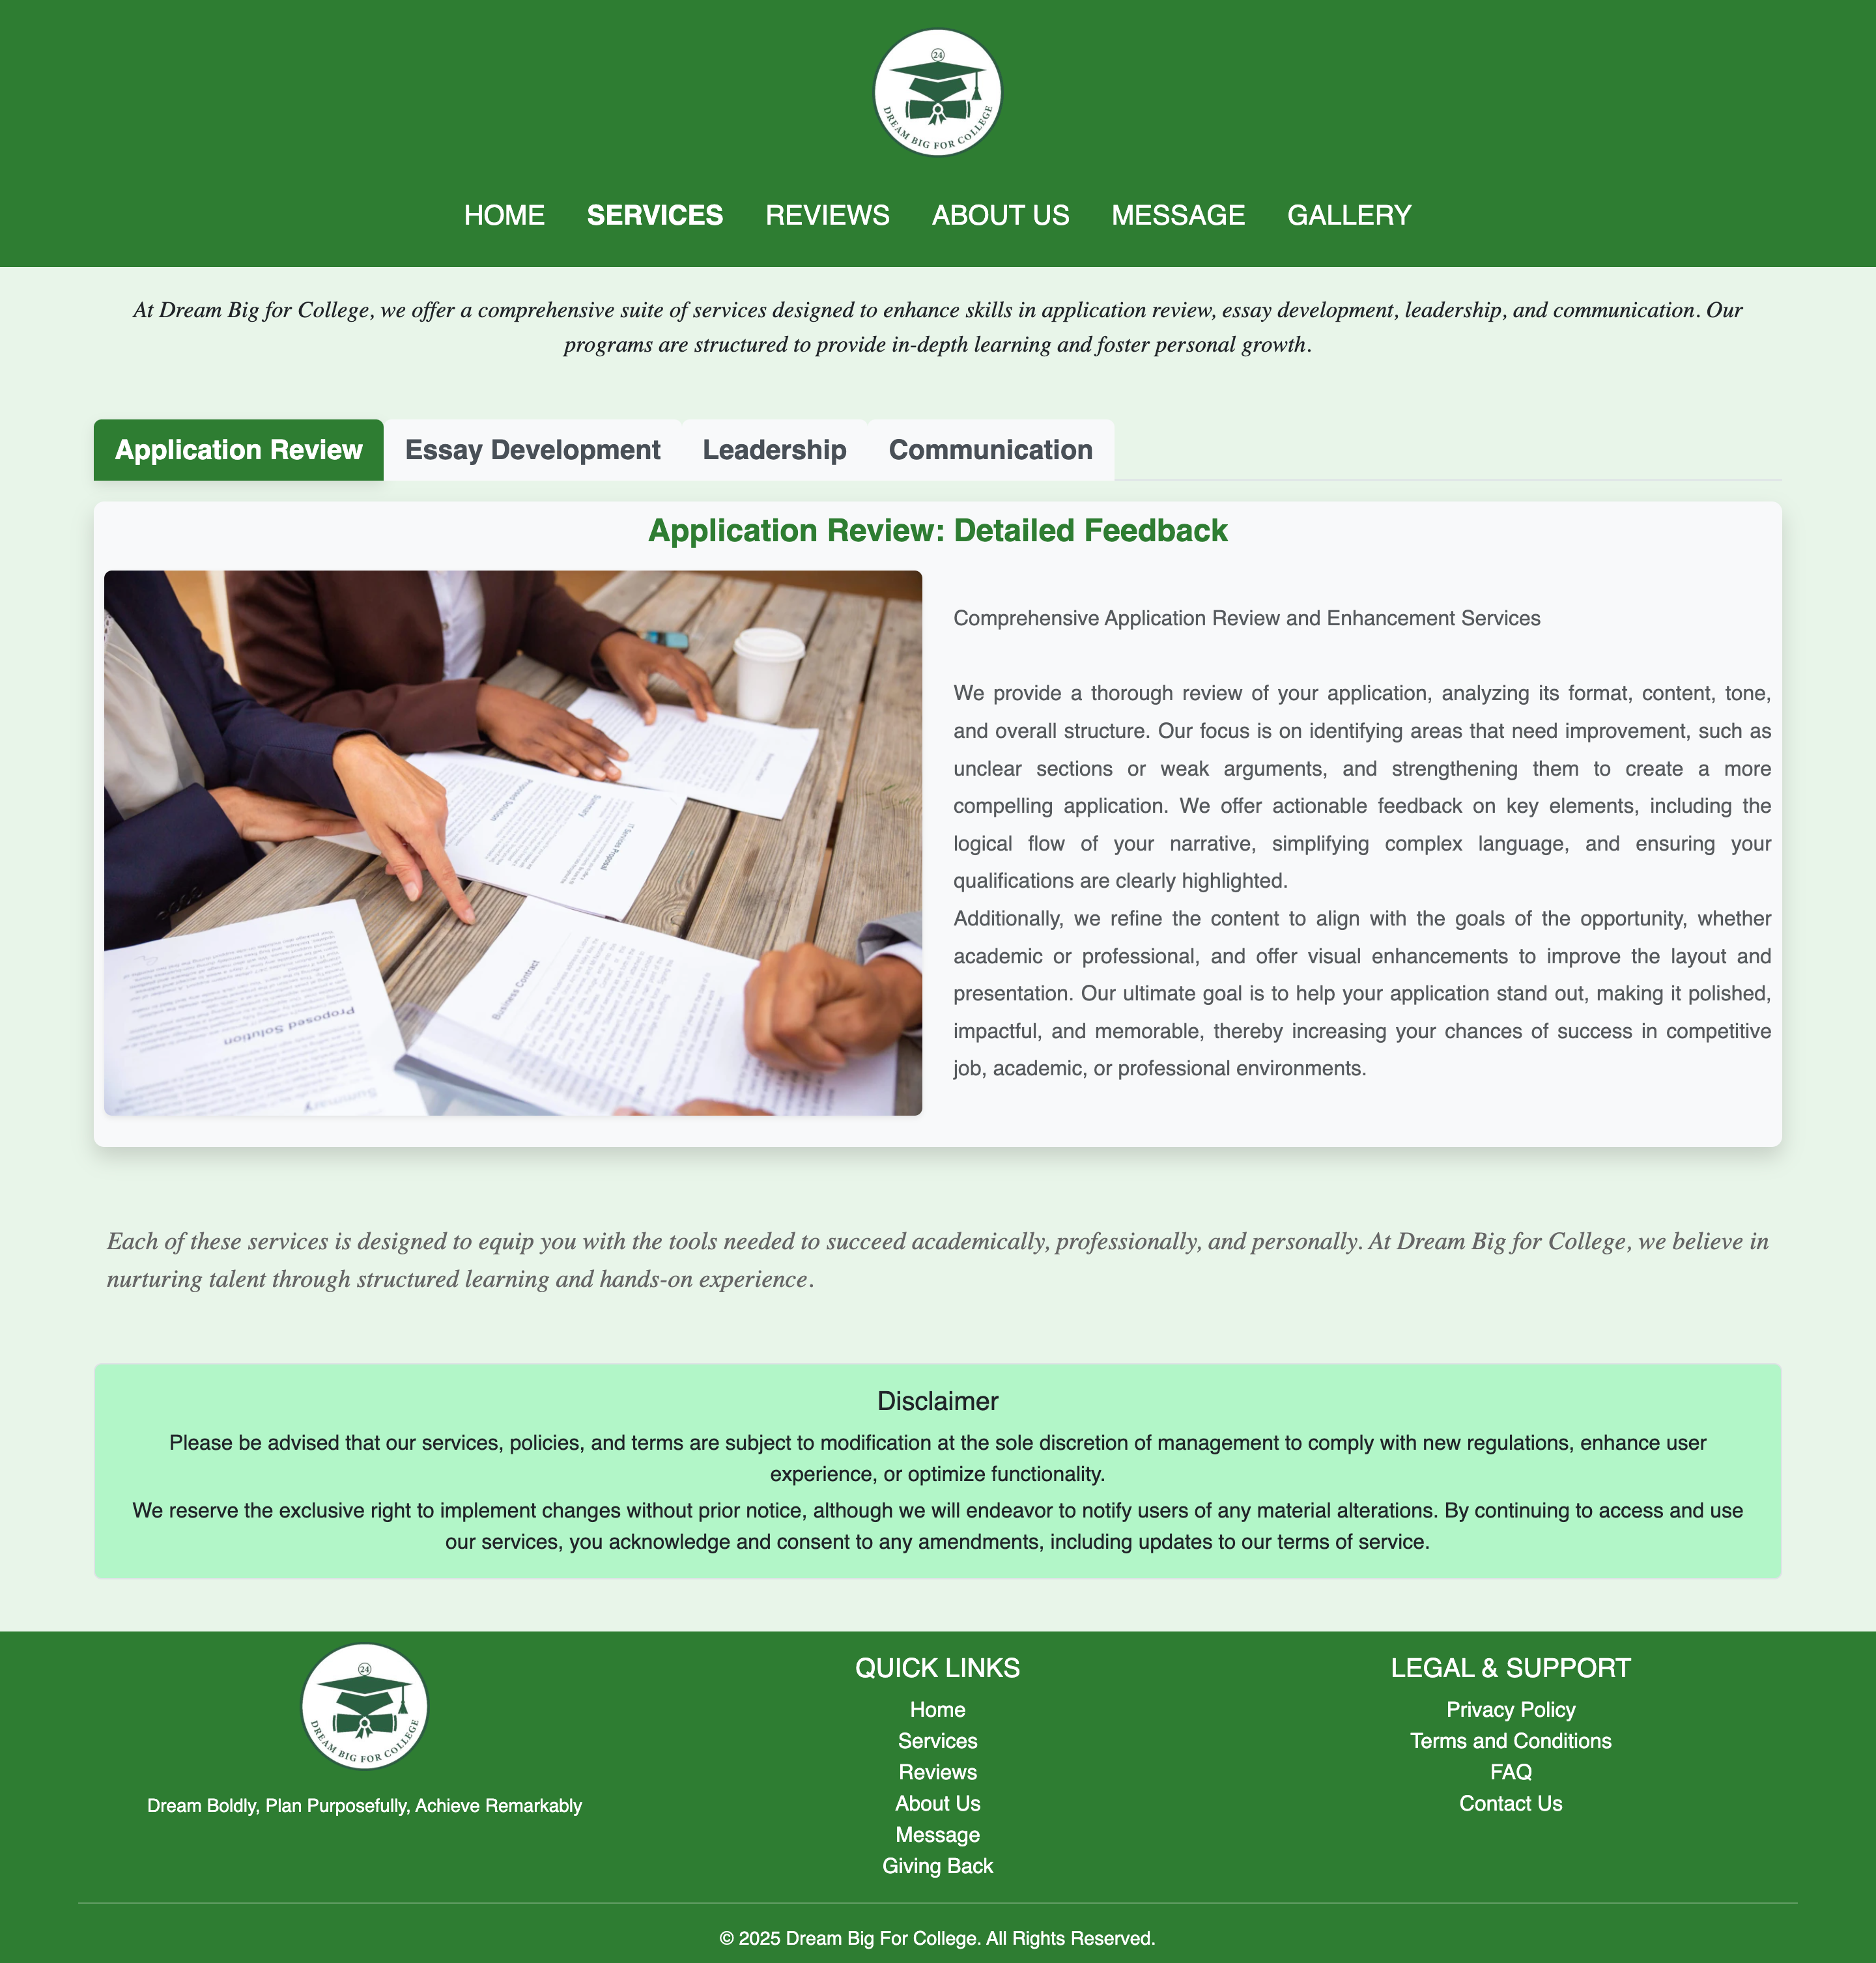 24
DREAM BIG FOR COLLEGE
HOME SERVICES REVIEWS ABOUT US MESSAGE GALLERY
At Dream Big for College, we offer a comprehensive suite of services designed to enhance skills in application review, essay development, leadership, and communication. Our
programs are structured to provide in-depth learning and foster personal growth.
Application Review Essay Development Leadership Communication
Application Review: Detailed Feedback
Proposed Solution
Summary
IT Services Proposal
Business Contract
Proposed Solution
Summary
Comprehensive Application Review and Enhancement Services
We provide a thorough review of your application, analyzing its format, content, tone,
and overall structure. Our focus is on identifying areas that need improvement, such as
unclear sections or weak arguments, and strengthening them to create a more
compelling application. We offer actionable feedback on key elements, including the
logical flow of your narrative, simplifying complex language, and ensuring your
qualifications are clearly highlighted.
Additionally, we refine the content to align with the goals of the opportunity, whether
academic or professional, and offer visual enhancements to improve the layout and
presentation. Our ultimate goal is to help your application stand out, making it polished,
impactful, and memorable, thereby increasing your chances of success in competitive
job, academic, or professional environments.
Each of these services is designed to equip you with the tools needed to succeed academically, professionally, and personally. At Dream Big for College, we believe in
nurturing talent through structured learning and hands-on experience.
Disclaimer
Please be advised that our services, policies, and terms are subject to modification at the sole discretion of management to comply with new regulations, enhance user
experience, or optimize functionality.
We reserve the exclusive right to implement changes without prior notice, although we will endeavor to notify users of any material alterations. By continuing to access and use
our services, you acknowledge and consent to any amendments, including updates to our terms of service.
24
DREAM BIG FOR COLLEGE
Dream Boldly, Plan Purposefully, Achieve Remarkably
QUICK LINKS
Home
Services
Reviews
About Us
Message
Giving Back
LEGAL & SUPPORT
Privacy Policy
Terms and Conditions
FAQ
Contact Us
© 2025 Dream Big For College. All Rights Reserved.